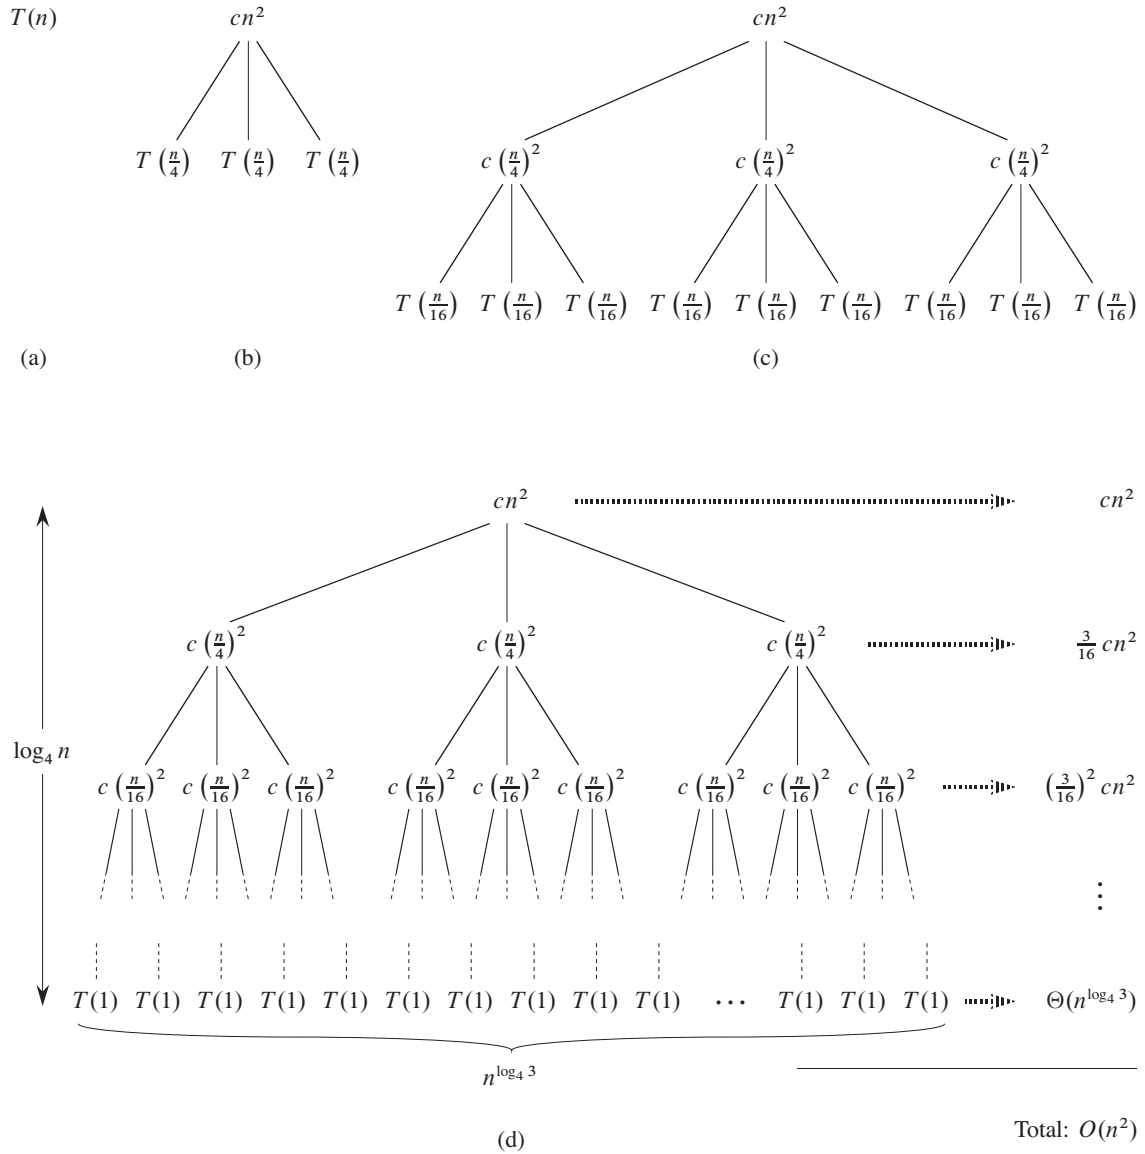 T(n) cn²
T(n/4) T(n/4) T(n/4)
cn²
c(n/4)² c(n/4)² c(n/4)²
T(n/16) T(n/16) T(n/16) T(n/16) T(n/16) T(n/16) T(n/16) T(n/16) T(n/16)
(a) (b) (c)
cn² cn²
c(n/4)² c(n/4)² c(n/4)² 3/16 cn²
log₄ n
c(n/16)² c(n/16)² c(n/16)² c(n/16)² c(n/16)² c(n/16)² c(n/16)² c(n/16)² c(n/16)² (3/16)² cn²
⋮
T(1) T(1) T(1) T(1) T(1) T(1) T(1) T(1) T(1) T(1) ... T(1) T(1) T(1) Θ(n^{log₄ 3})
n^{log₄ 3}
(d)
Total: O(n²)